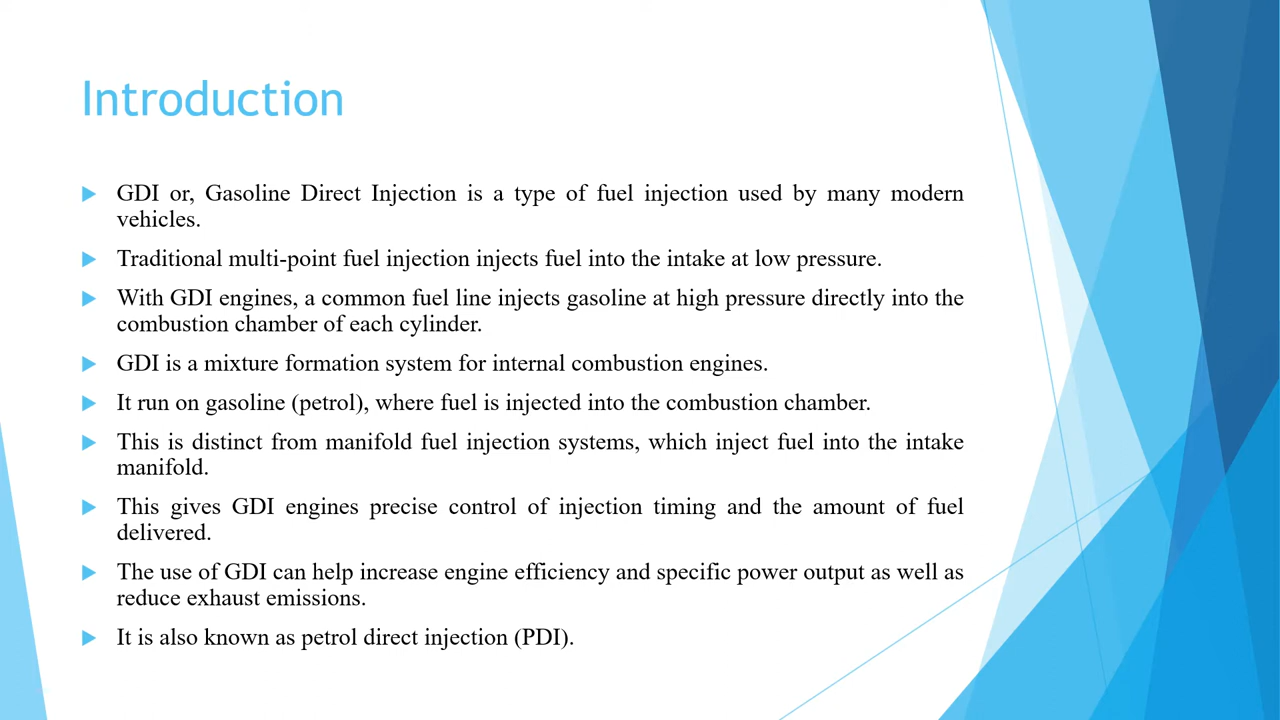 Introduction
GDI or, Gasoline Direct Injection is a type of fuel injection used by many modern
vehicles.
Traditional multi-point fuel injection injects fuel into the intake at low pressure.
With GDI engines, a common fuel line injects gasoline at high pressure directly into the
combustion chamber of each cylinder.
GDI is a mixture formation system for internal combustion engines.
It run on gasoline (petrol), where fuel is injected into the combustion chamber.
This is distinct from manifold fuel injection systems, which inject fuel into the intake
manifold.
This gives GDI engines precise control of injection timing and the amount of fuel
delivered.
The use of GDI can help increase engine efficiency and specific power output as well as
reduce exhaust emissions.
It is also known as petrol direct injection (PDI).